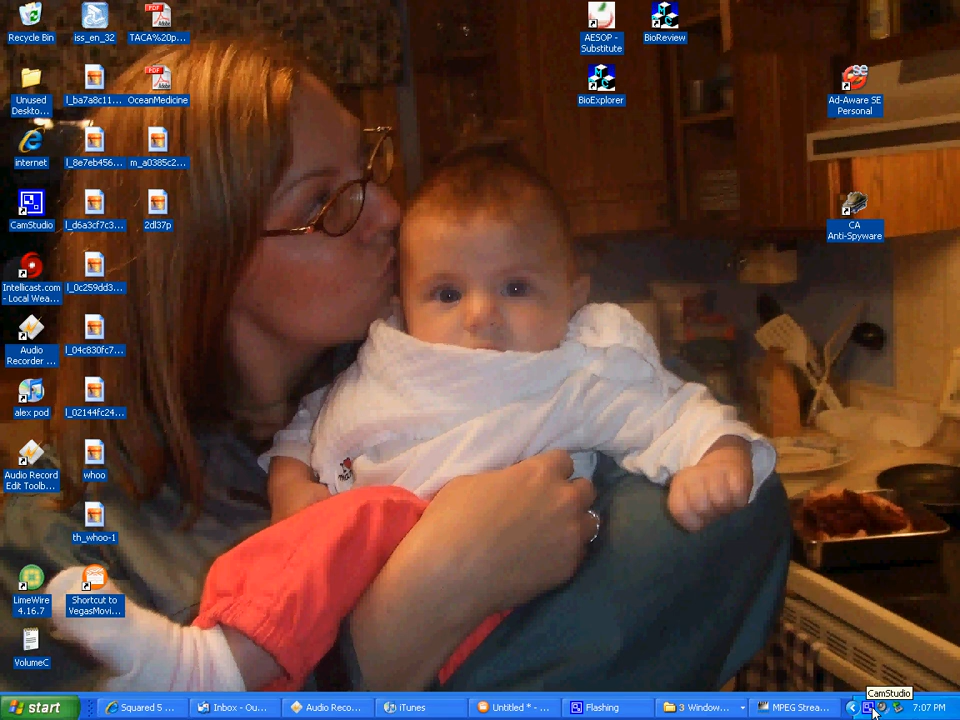 Recycle Bin
iss_en_32
TACA%20p...
AESOP -
Substitute
BioReview
Unused
Deskto...
l_ba7a8c11...
OceanMedicine
BioExplorer
Ad-Aware SE
Personal
internet
l_8e7eb456...
m_a0385c2...
CamStudio
l_d6a3cf7c3...
2dl37p
CA
Anti-Spyware
Intellicast.com
- Local Wea...
l_0c259dd3...
Audio
Recorder ...
l_04c830fc7...
alex pod
l_02144fc24...
Audio Record
Edit Toolb...
whoo
th_whoo-1
LimeWire
4.16.7
Shortcut to
VegasMovi...
VolumeC
CamStudio
start
Squared 5 ...
Inbox - Ou...
Audio Reco...
iTunes
Untitled * - ...
Flashing
3 Window...
MPEG Strea...
7:07 PM